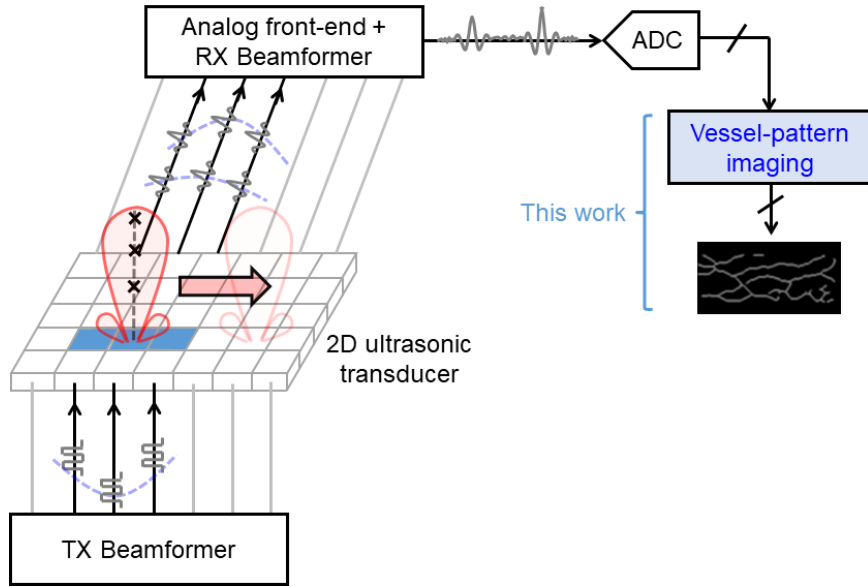 Analog front-end +
RX Beamformer
ADC
Vessel-pattern
imaging
This work
2D ultrasonic
transducer
TX Beamformer